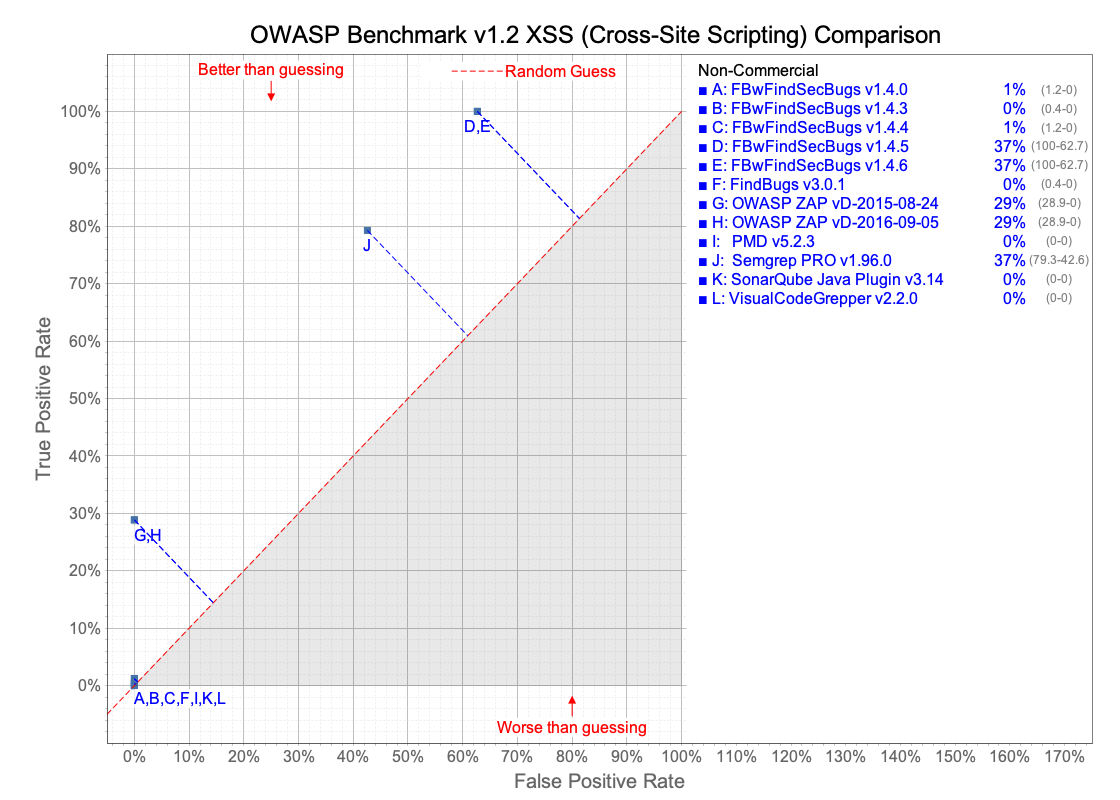 OWASP Benchmark v1.2 XSS (Cross-Site Scripting) Comparison
Better than guessing
Random Guess
Non-Commercial
A: FBwFindSecBugs v1.4.0 1% (1.2-0)
B: FBwFindSecBugs v1.4.3 0% (0.4-0)
C: FBwFindSecBugs v1.4.4 1% (1.2-0)
D: FBwFindSecBugs v1.4.5 37% (100-62.7)
E: FBwFindSecBugs v1.4.6 37% (100-62.7)
F: FindBugs v3.0.1 0% (0.4-0)
G: OWASP ZAP vD-2015-08-24 29% (28.9-0)
H: OWASP ZAP vD-2016-09-05 29% (28.9-0)
I: PMD v5.2.3 0% (0-0)
J: Semgrep PRO v1.96.0 37% (79.3-42.6)
K: SonarQube Java Plugin v3.14 0% (0-0)
L: VisualCodeGrepper v2.2.0 0% (0-0)
True Positive Rate
100%
90%
80%
70%
60%
50%
40%
30%
20%
10%
0%
D,E
J
G,H
A,B,C,F,I,K,L
Worse than guessing
0% 10% 20% 30% 40% 50% 60% 70% 80% 90% 100% 110% 120% 130% 140% 150% 160% 170%
False Positive Rate